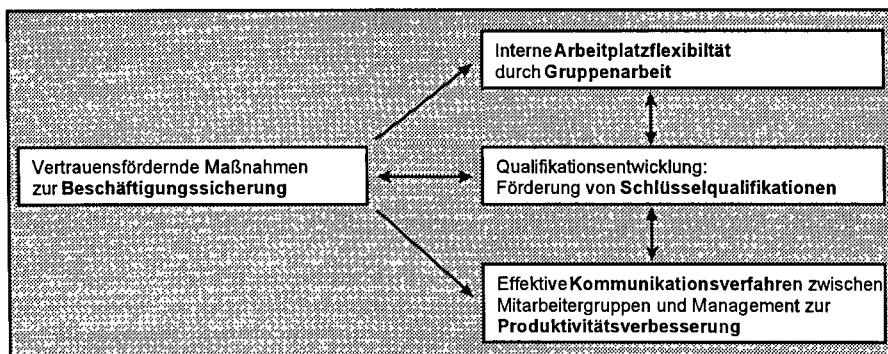 Interne Arbeitplatzflexibiltät
durch Gruppenarbeit
Vertrauensfördernde Maßnahmen
zur Beschäftigungssicherung
Qualifikationsentwicklung:
Förderung von Schlüsselqualifikationen
Effektive Kommunikationsverfahren zwischen
Mitarbeitergruppen und Management zur
Produktivitätsverbesserung